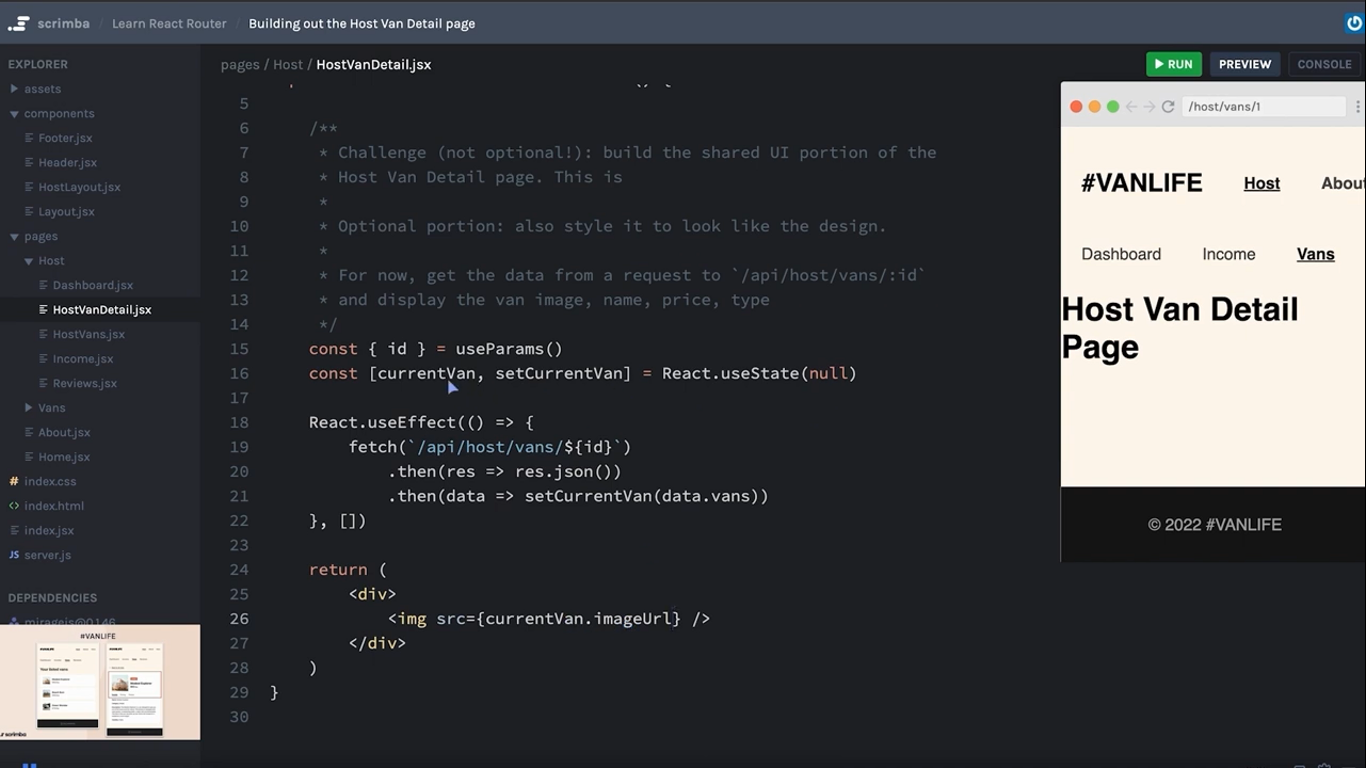 scrimba / Learn React Router / Building out the Host Van Detail page
EXPLORER
assets
components
Footer.jsx
Header.jsx
HostLayout.jsx
Layout.jsx
pages
Host
Dashboard.jsx
HostVanDetail.jsx
HostVans.jsx
Income.jsx
Reviews.jsx
Vans
About.jsx
Home.jsx
# index.css
<> index.html
index.jsx
JS server.js
DEPENDENCIES
miragejs@0.1.46
#VANLIFE
scrimba
pages / Host / HostVanDetail.jsx
RUN
PREVIEW
CONSOLE
5
6 /**
7 * Challenge (not optional!): build the shared UI portion of the
8 * Host Van Detail page. This is
9 *
10 * Optional portion: also style it to look like the design.
11 *
12 * For now, get the data from a request to `/api/host/vans/:id`
13 * and display the van image, name, price, type
14 */
15 const { id } = useParams()
16 const [currentVan, setCurrentVan] = React.useState(null)
17
18 React.useEffect(() => {
19 fetch(`/api/host/vans/${id}`)
20 .then(res => res.json())
21 .then(data => setCurrentVan(data.vans))
22 }, [])
23
24 return (
25 <div>
26 <img src={currentVan.imageUrl} />
27 </div>
28 )
29 }
30
/host/vans/1
#VANLIFE Host Abou
Dashboard Income Vans
Host Van Detail
Page
© 2022 #VANLIFE